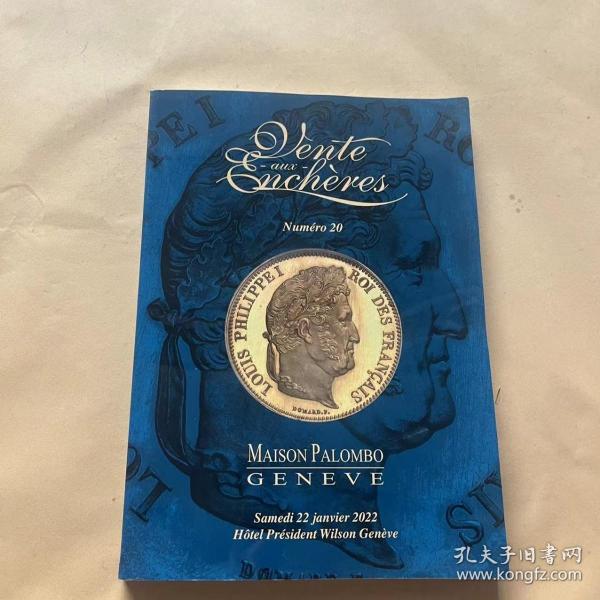 Vente
- aux -
Enchères
Numéro 20
LOUIS PHILIPPE I ROI DES FRANÇAIS
DOMARD. F.
MAISON PALOMBO
GENEVE
Samedi 22 janvier 2022
Hôtel Président Wilson Genève
孔夫子旧书网
www.kongfz.com